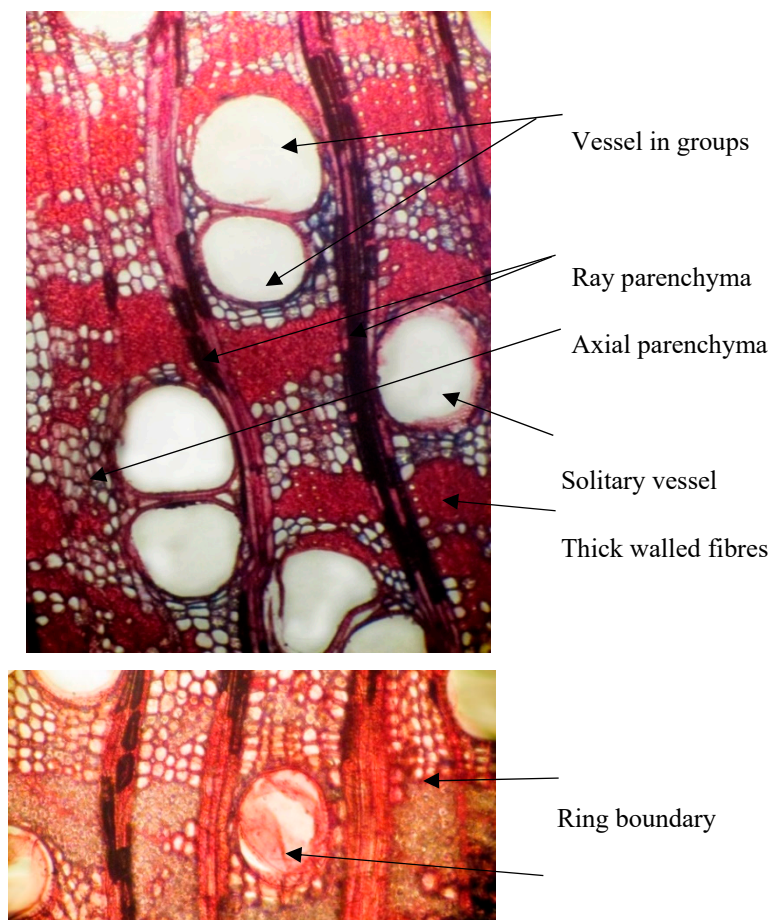 Vessel in groups
Ray parenchyma
Axial parenchyma
Solitary vessel
Thick walled fibres
Ring boundary